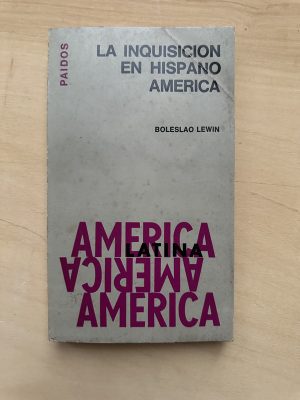 PAIDOS
LA INQUISICION
EN HISPANO
AMERICA
BOLESLAO LEWIN
AMERICA
LATINA
AMERICA
AMERICA